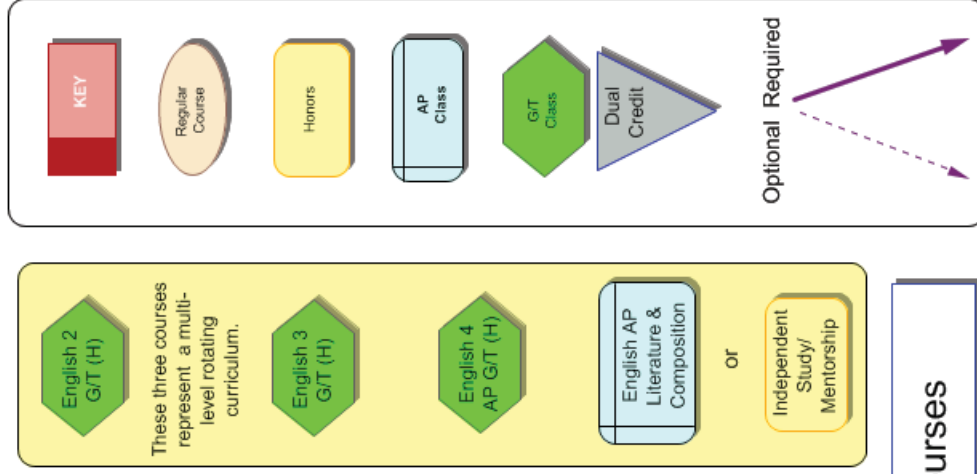 KEY
Regular
Course
Honors
AP
Class
G/T
Class
Dual
Credit
Optional Required
English 2
G/T (H)
These three courses
represent a multi-
level rotating
curriculum.
English 3
G/T (H)
English 4
AP G/T (H)
English AP
Literature &
Composition
or
Independent
Study/
Mentorship
urses